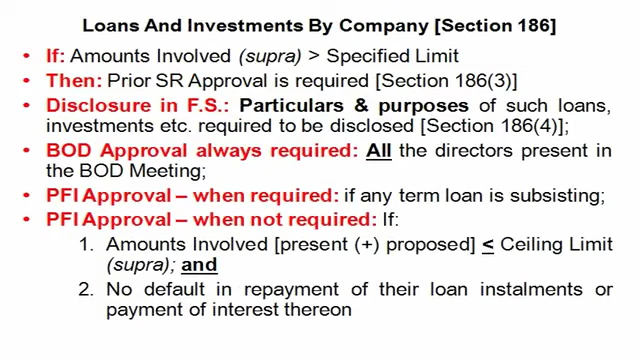 Loans And Investments By Company [Section 186]
• If: Amounts Involved (supra) > Specified Limit
• Then: Prior SR Approval is required [Section 186(3)]
• Disclosure in F.S.: Particulars & purposes of such loans,
investments etc. required to be disclosed [Section 186(4)];
• BOD Approval always required: All the directors present in
the BOD Meeting;
• PFI Approval – when required: if any term loan is subsisting;
• PFI Approval – when not required: If:
1. Amounts Involved [present (+) proposed] ≤ Ceiling Limit
(supra); and
2. No default in repayment of their loan instalments or
payment of interest thereon